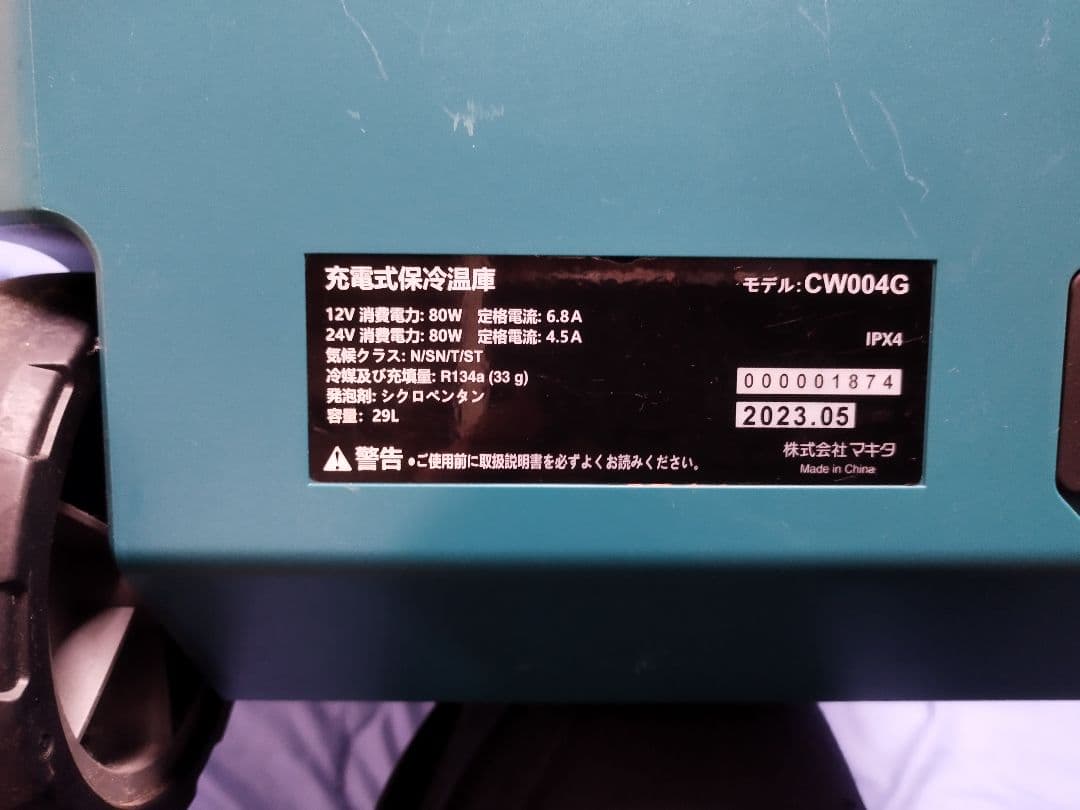 充電式保冷温庫
モデル: CW004G
12V 消費電力: 80W 定格電流: 6.8A
24V 消費電力: 80W 定格電流: 4.5A
IPX4
気候クラス: N/SN/T/ST
冷媒及び充填量: R134a (33 g)
000001874
発泡剤: シクロペンタン
容量: 29L
2023.05
株式会社マキタ
Made in China
警告 •ご使用前に取扱説明書を必ずよくお読みください。